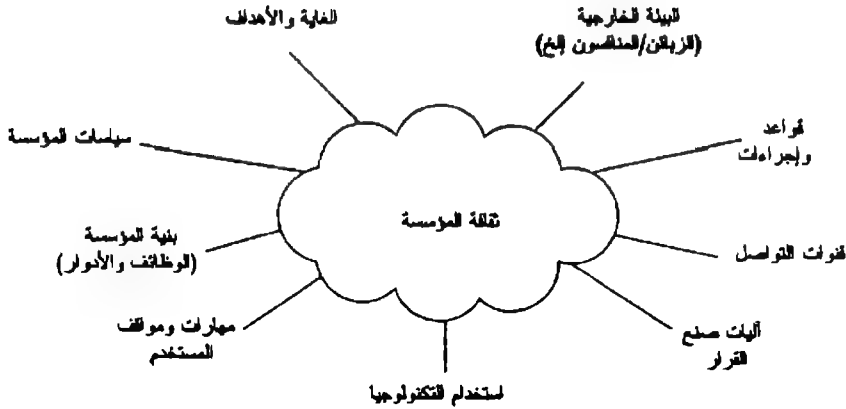 البيئة الخارجية
(الزبائن/المنافسون إلخ)
الغاية والأهداف
قواعد
وإجراءات
سياسات المؤسسة
ثقافة المؤسسة
قنوات التواصل
بنية المؤسسة
(الوظائف والأدوار)
آليات صنع
القرار
مهارات ومواقف
المستخدم
استخدام التكنولوجيا